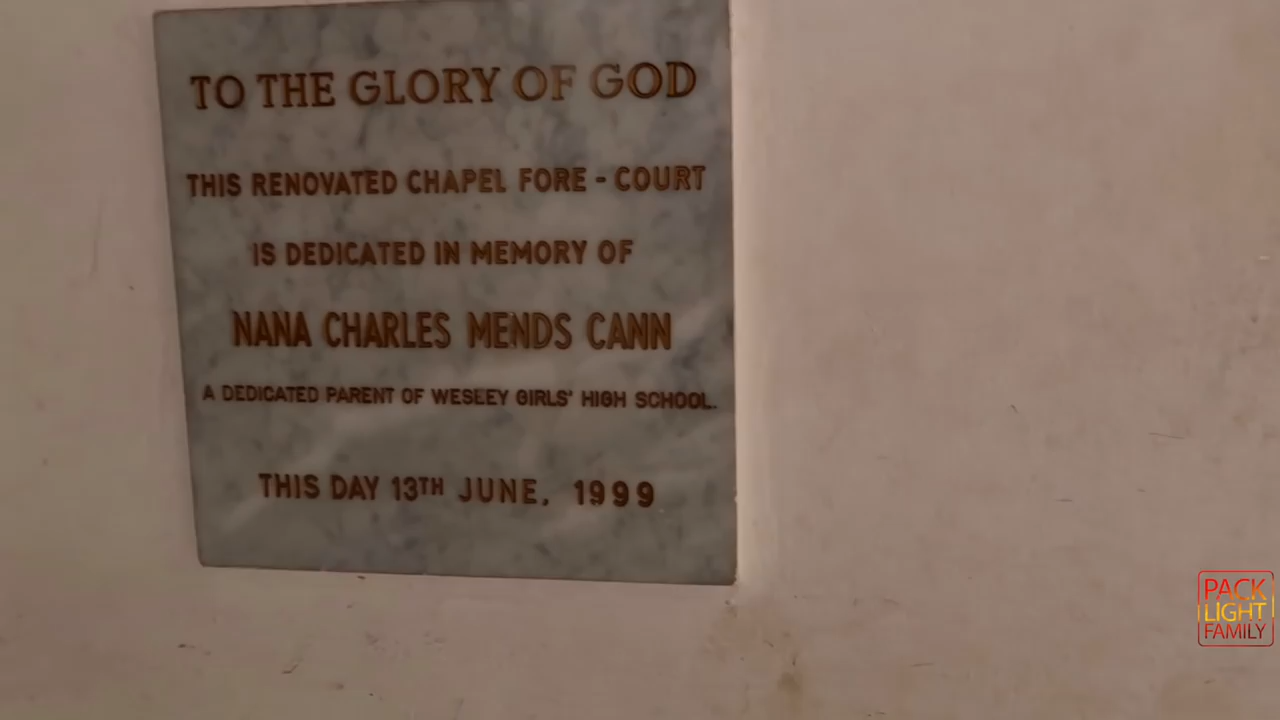 TO THE GLORY OF GOD
THIS RENOVATED CHAPEL FORE - COURT
IS DEDICATED IN MEMORY OF
NANA CHARLES MENDS CANN
A DEDICATED PARENT OF WESLEY GIRLS' HIGH SCHOOL.
THIS DAY 13TH JUNE, 1999
PACK
LIGHT
FAMILY